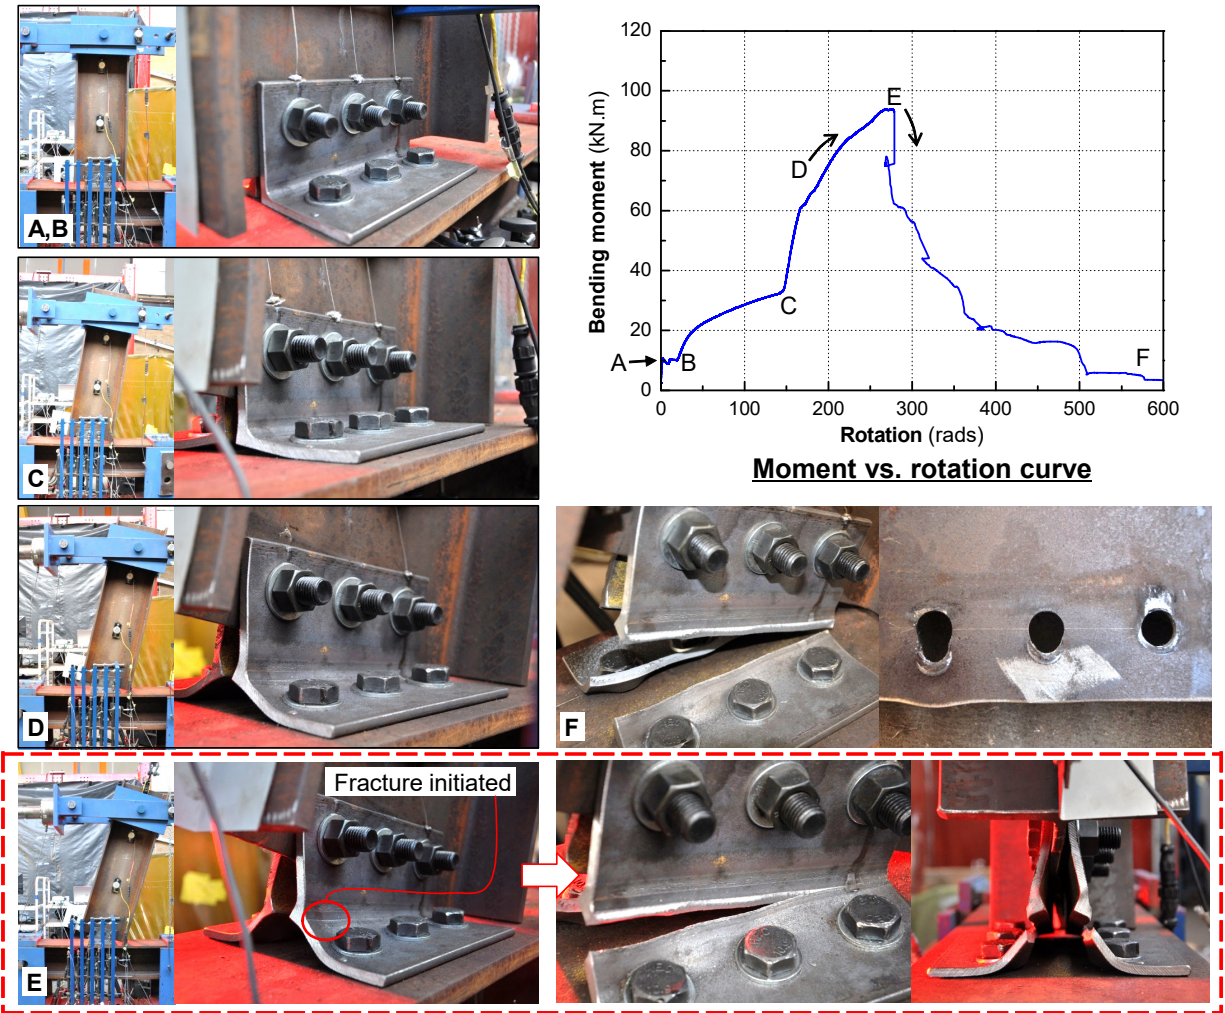 A,B
120
100
80
60
40
20
0
Bending moment (kN.m)
A
B
C
D
E
F
0
100
200
300
400
500
600
Rotation (rads)
Moment vs. rotation curve
C
D
F
Fracture initiated
E